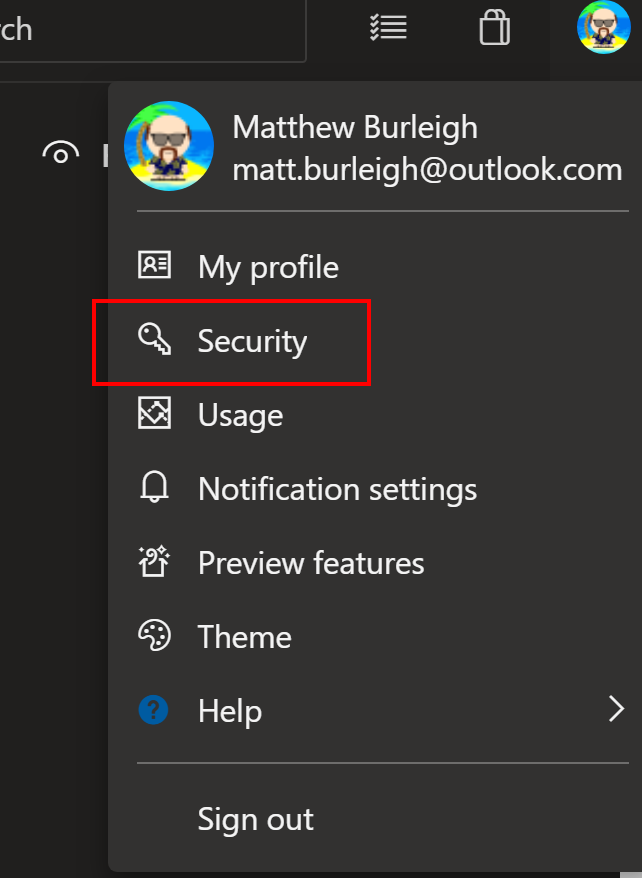 rch
Matthew Burleigh
matt.burleigh@outlook.com
My profile
Security
Usage
Notification settings
Preview features
Theme
Help
Sign out